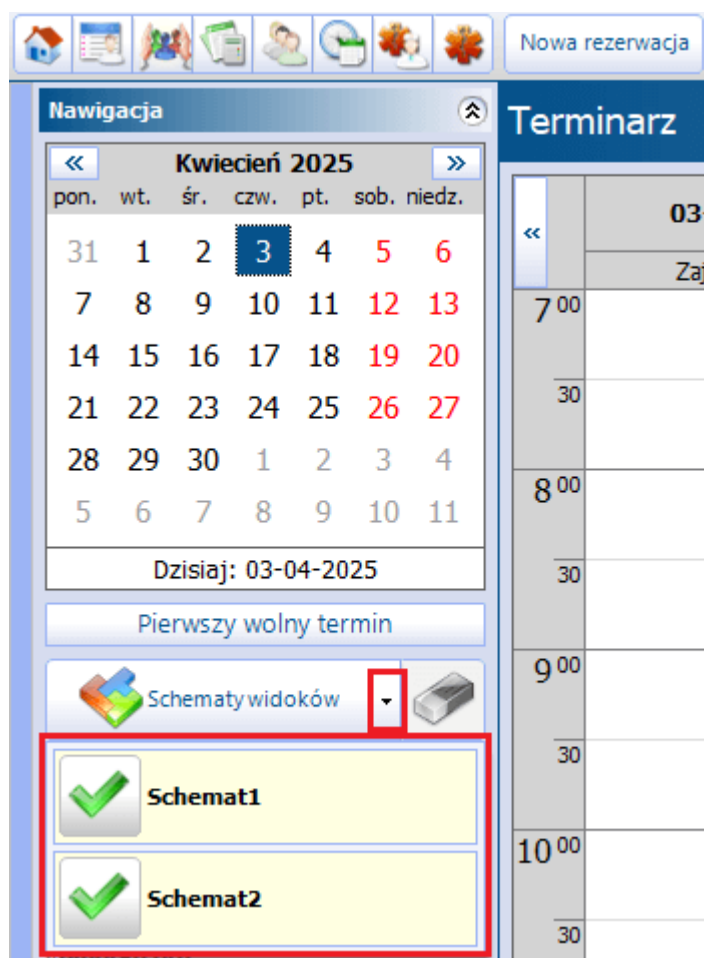 Nowa rezerwacja
Nawigacja
Terminarz
« Kwiecień 2025 »
pon. wt. śr. czw. pt. sob. niedz.
31 1 2 3 4 5 6
7 8 9 10 11 12 13
14 15 16 17 18 19 20
21 22 23 24 25 26 27
28 29 30 1 2 3 4
5 6 7 8 9 10 11
Dzisiaj: 03-04-2025
Pierwszy wolny termin
Schematy widoków
Schemat1
Schemat2
«
03-
7 00
30
8 00
30
9 00
30
10 00
30